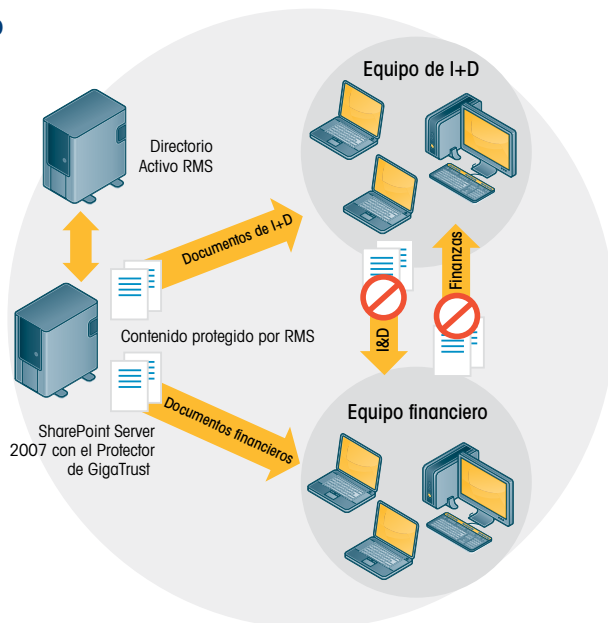 Equipo de I+D
Directorio
Activo RMS
Documentos de I+D
Finanzas
I&D
Contenido protegido por RMS
Documentos financieros
Equipo financiero
SharePoint Server
2007 con el Protector
de GigaTrust